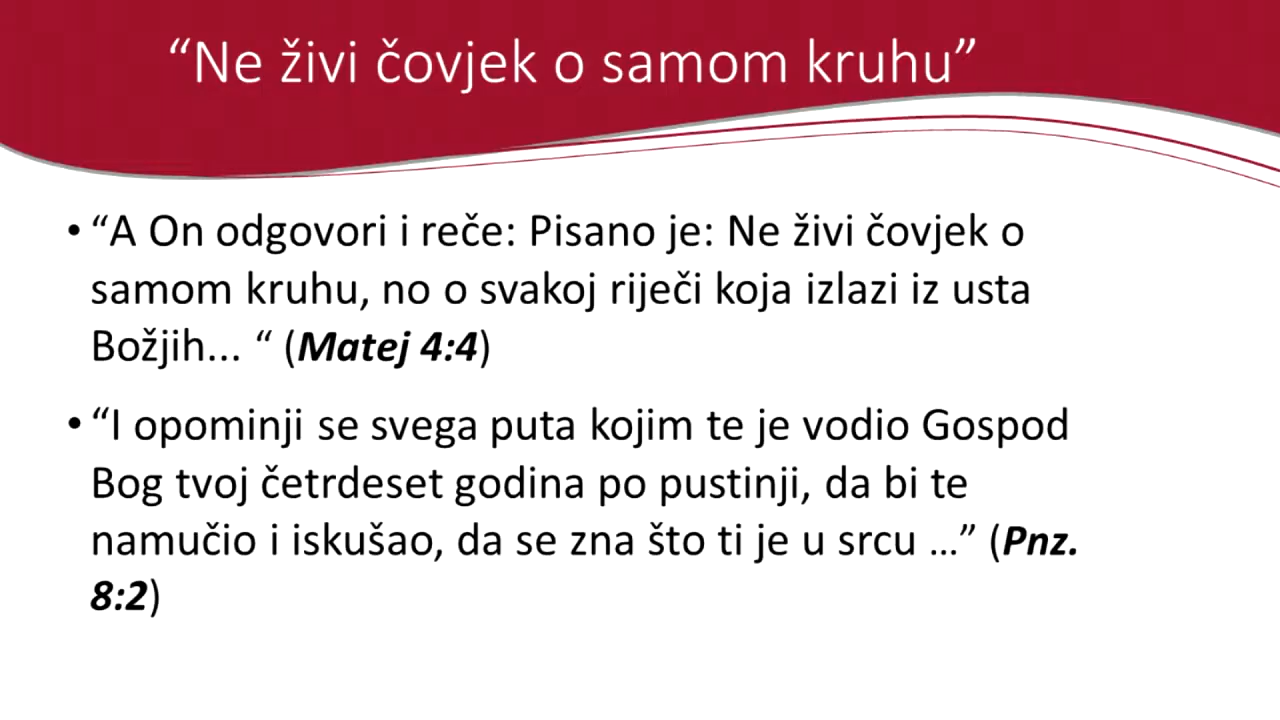 “Ne živi čovjek o samom kruhu”
• “A On odgovori i reče: Pisano je: Ne živi čovjek o
samom kruhu, no o svakoj riječi koja izlazi iz usta
Božjih... “ (Matej 4:4)
• “I opominji se svega puta kojim te je vodio Gospod
Bog tvoj četrdeset godina po pustinji, da bi te
namučio i iskušao, da se zna što ti je u srcu …” (Pnz.
8:2)